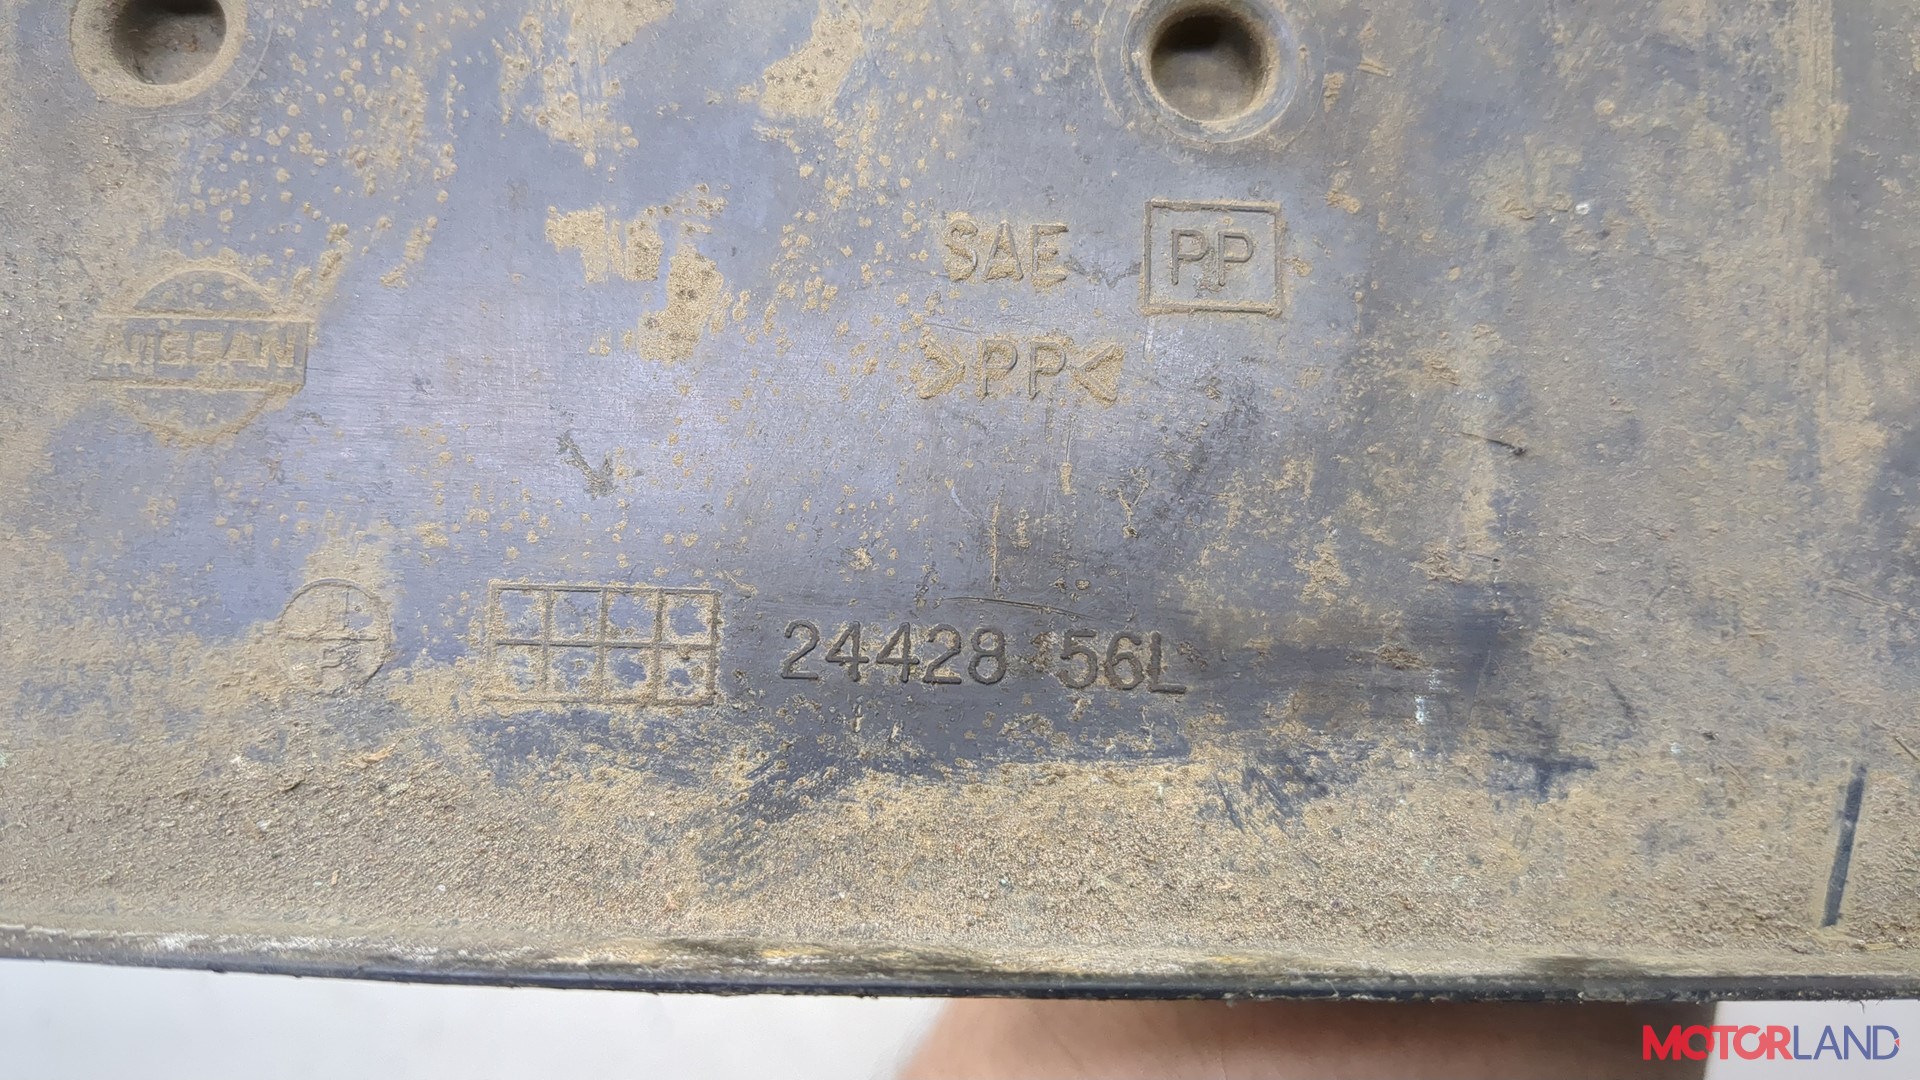 SAE PP
NISSAN
>PP<
P
24428 56L
MOTORLAND